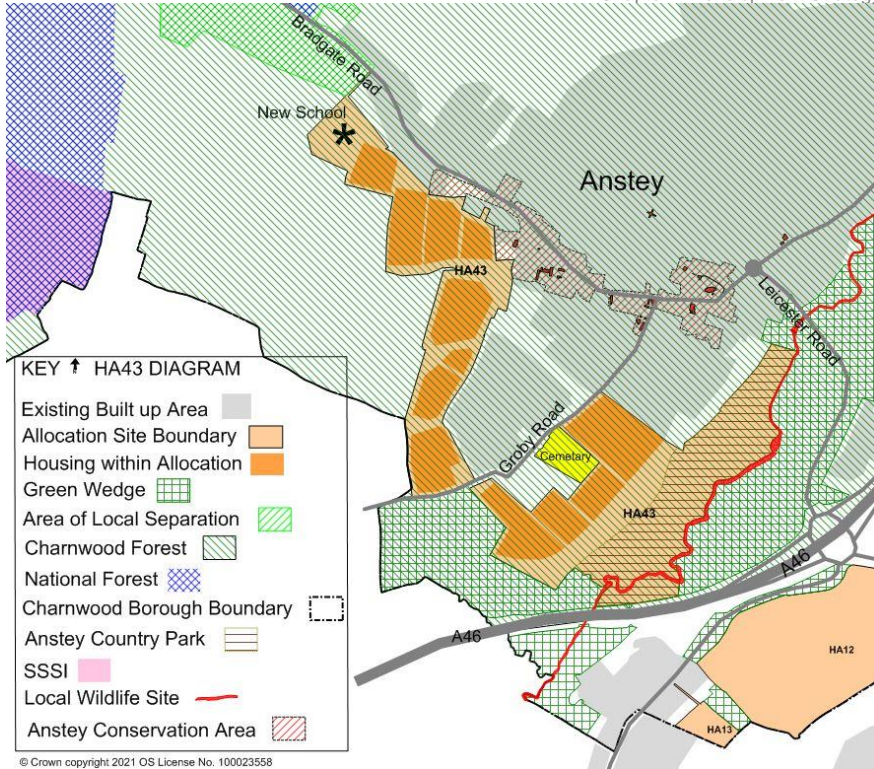 Bradgate Road
New School
Anstey
HA43
Leicester Road
Groby Road
Cemetary
HA43
A46
A46
HA12
HA13
KEY HA43 DIAGRAM
Existing Built up Area
Allocation Site Boundary
Housing within Allocation
Green Wedge
Area of Local Separation
Charnwood Forest
National Forest
Charnwood Borough Boundary
Anstey Country Park
SSSI
Local Wildlife Site
Anstey Conservation Area
© Crown copyright 2021 OS License No. 100023558